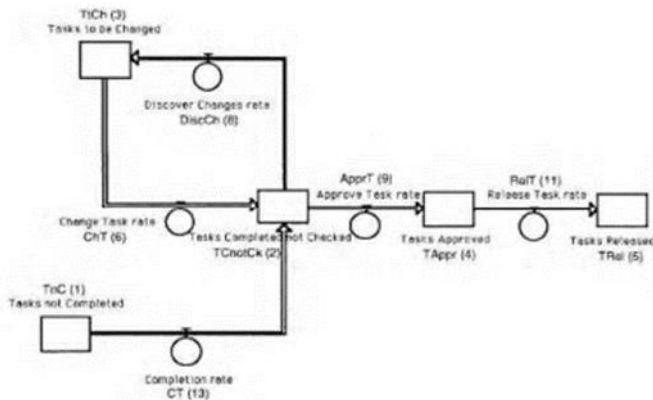 TtCh (3)
Tasks to be Changed
Discover Changes rate
DiscCh (8)
ApprT (9)
Approve Task rate
RelT (11)
Release Task rate
Change Task rate
ChT (6)
Tasks Completed not Checked
TCnotCk (2)
Tasks Approved
TAppr (4)
Tasks Released
TRel (5)
TnC (1)
Tasks not Completed
Completion rate
CT (13)